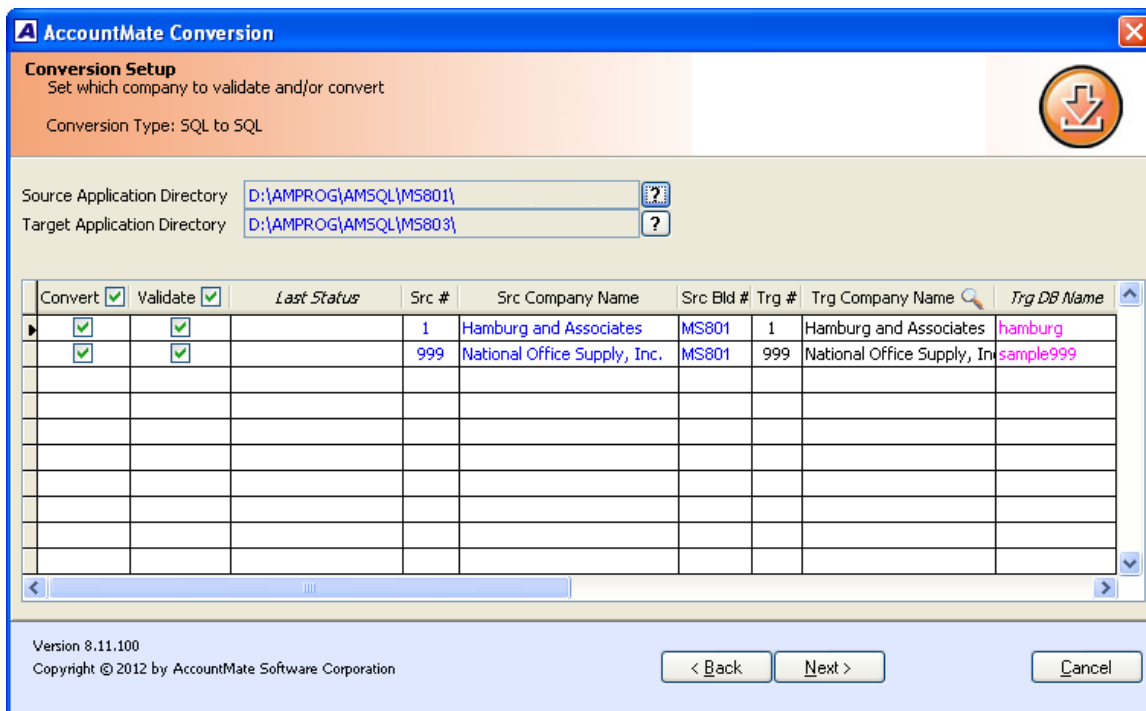 AccountMate Conversion
Conversion Setup
Set which company to validate and/or convert
Conversion Type: SQL to SQL
Source Application Directory D:\AMPROG\AMSQL\MS801\ ?
Target Application Directory D:\AMPROG\AMSQL\MS803\ ?
Convert Validate Last Status Src # Src Company Name Src Bld # Trg # Trg Company Name Trg DB Name
1 Hamburg and Associates MS801 1 Hamburg and Associates hamburg
999 National Office Supply, Inc. MS801 999 National Office Supply, In sample999
Version 8.11.100
Copyright © 2012 by AccountMate Software Corporation
< Back Next > Cancel